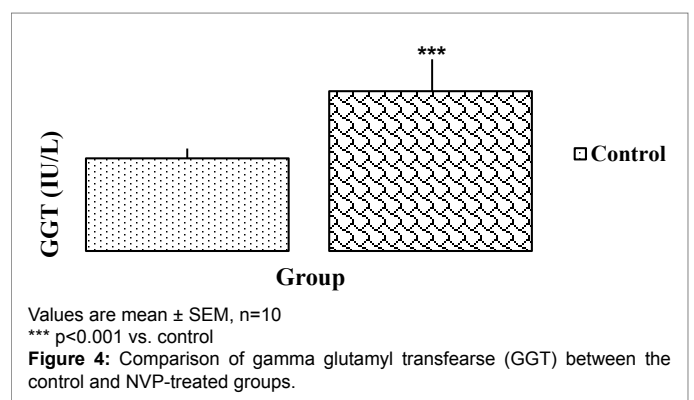 ***
GGT (IU/L)
Control
Group
Values are mean ± SEM, n=10
*** p<0.001 vs. control
Figure 4: Comparison of gamma glutamyl transfearse (GGT) between the
control and NVP-treated groups.